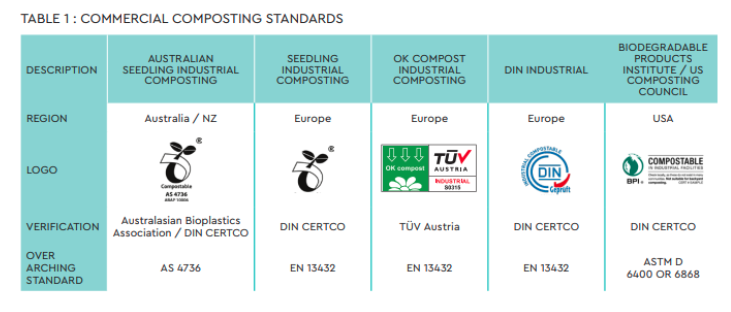 TABLE 1 : COMMERCIAL COMPOSTING STANDARDS
DESCRIPTION
AUSTRALIAN
SEEDLING INDUSTRIAL
COMPOSTING
SEEDLING
INDUSTRIAL
COMPOSTING
OK COMPOST
INDUSTRIAL
COMPOSTING
DIN INDUSTRIAL
BIODEGRADABLE
PRODUCTS
INSTITUTE / US
COMPOSTING
COUNCIL
REGION
Australia / NZ
Europe
Europe
Europe
USA
LOGO
®
Compostable
AS 4736
®
OK compost
TÜV
AUSTRIA
INDUSTRIAL
S0315
INDUSTRIAL COMPOSTABLE
DIN
Geprüft
COMPOSTABLE
IN INDUSTRIAL FACILITIES
BPI
VERIFICATION
Australasian Bioplastics
Association / DIN CERTCO
DIN CERTCO
TÜV Austria
DIN CERTCO
DIN CERTCO
OVER
ARCHING
STANDARD
AS 4736
EN 13432
EN 13432
EN 13432
ASTM D
6400 OR 6868